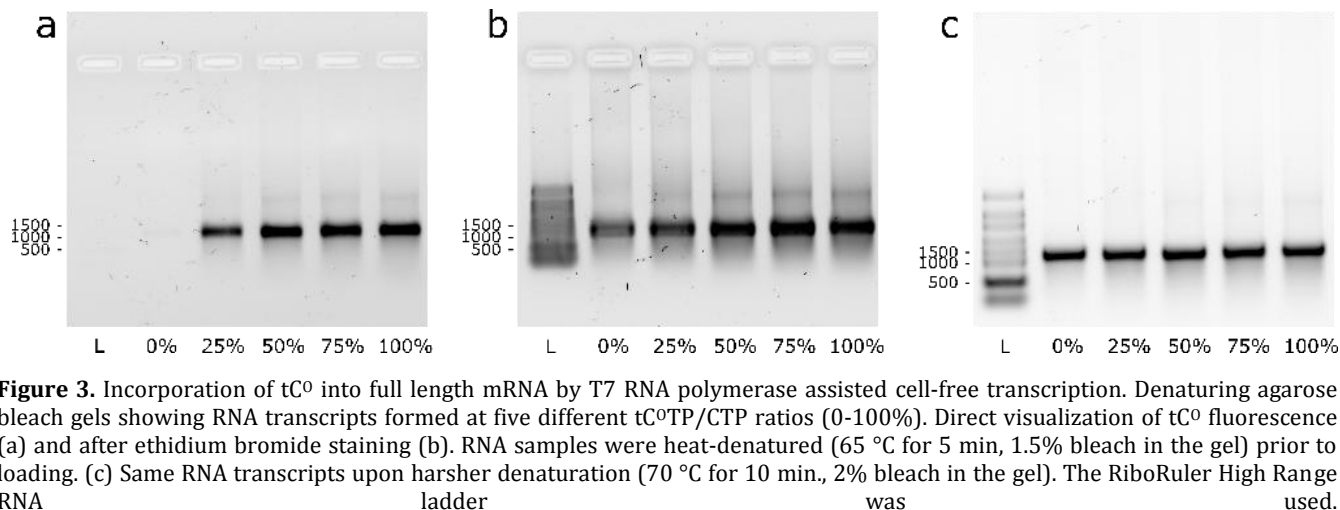 a
b
c
1500 -
1000 -
500 -
1500 -
1000 -
500 -
1500 -
1000 -
500 -
L 0% 25% 50% 75% 100%
L 0% 25% 50% 75% 100%
L 0% 25% 50% 75% 100%
Figure 3. Incorporation of tCᴼ into full length mRNA by T7 RNA polymerase assisted cell-free transcription. Denaturing agarose
bleach gels showing RNA transcripts formed at five different tCᴼTP/CTP ratios (0-100%). Direct visualization of tCᴼ fluorescence
(a) and after ethidium bromide staining (b). RNA samples were heat-denatured (65 °C for 5 min, 1.5% bleach in the gel) prior to
loading. (c) Same RNA transcripts upon harsher denaturation (70 °C for 10 min., 2% bleach in the gel). The RiboRuler High Range
RNA ladder was used.